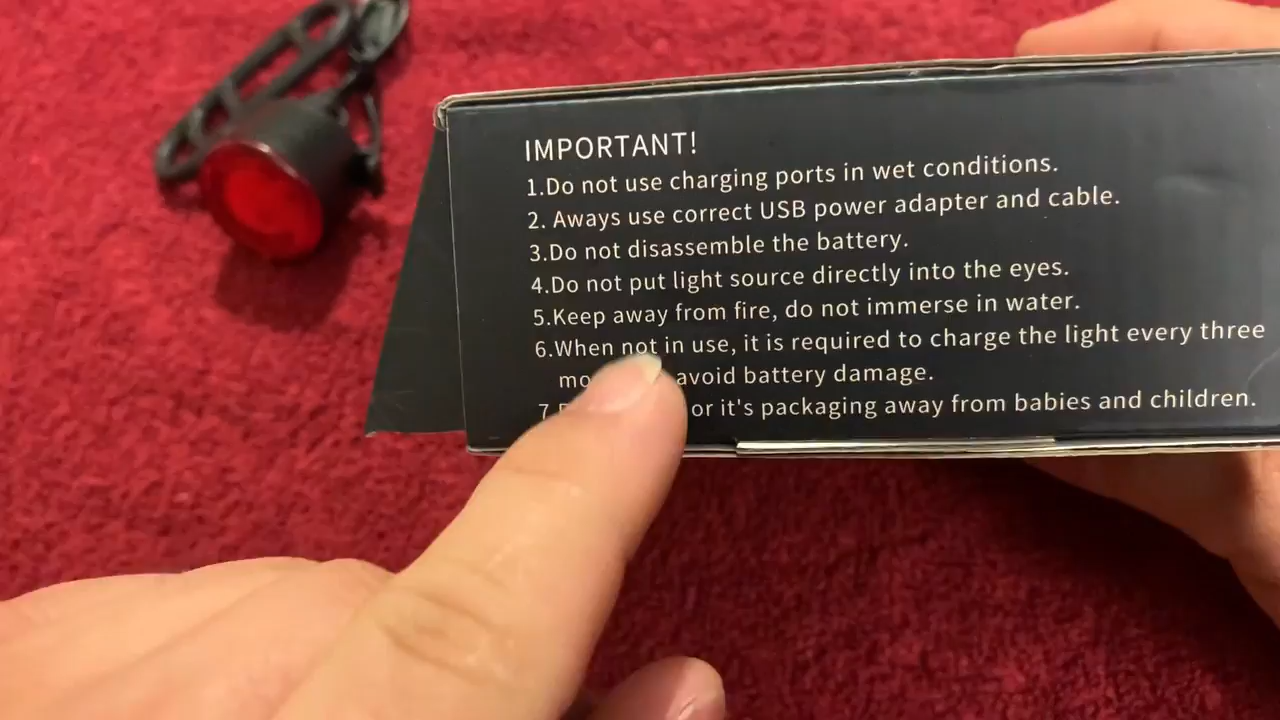 IMPORTANT!
1.Do not use charging ports in wet conditions.
2. Aways use correct USB power adapter and cable.
3.Do not disassemble the battery.
4.Do not put light source directly into the eyes.
5.Keep away from fire, do not immerse in water.
6.When not in use, it is required to charge the light every three
avoid battery damage.
7 or it's packaging away from babies and children.